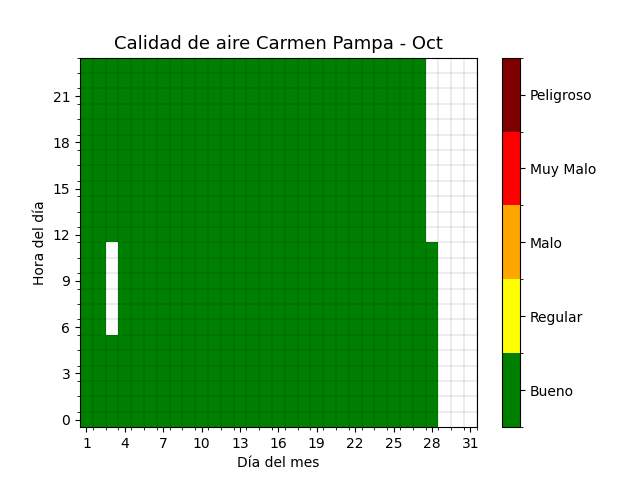 Calidad de aire Carmen Pampa - Oct
Hora del día
21
18
15
12
9
6
3
0
1 4 7 10 13 16 19 22 25 28 31
Día del mes
Peligroso
Muy Malo
Malo
Regular
Bueno